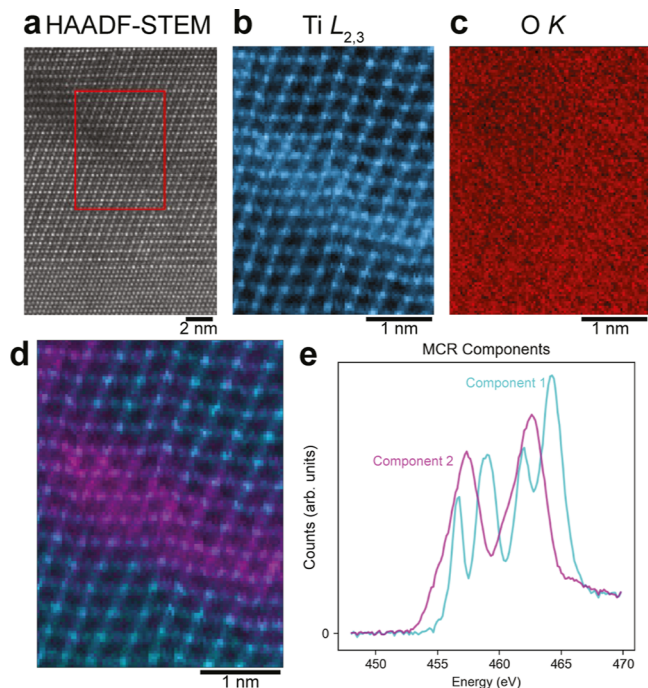 a HAADF-STEM
b Ti L2,3
c O K
2 nm
1 nm
1 nm
d
1 nm
e
MCR Components
Component 1
Component 2
Counts (arb. units)
0
450 455 460 465 470
Energy (eV)